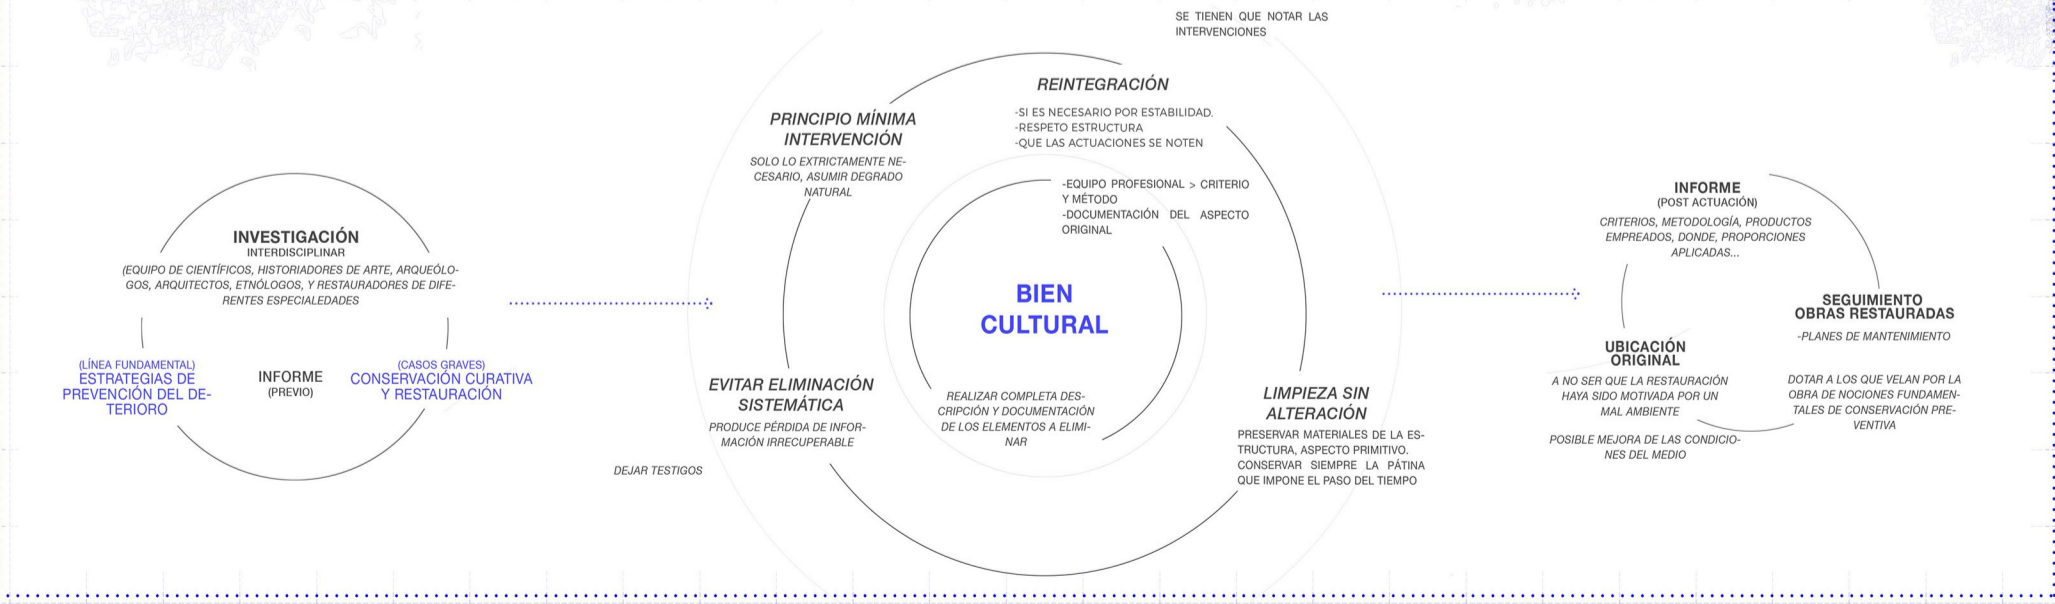 INVESTIGACIÓN
INTERDISCIPLINAR
(EQUIPO DE CIENTÍFICOS, HISTORIADORES DE ARTE, ARQUEÓLO-
GOS, ARQUITECTOS, ETNÓLOGOS, Y RESTAURADORES DE DIFE-
RENTES ESPECIALEDADES
(LÍNEA FUNDAMENTAL)
ESTRATEGIAS DE
PREVENCIÓN DEL DE-
TERIORO
INFORME
(PREVIO)
(CASOS GRAVES)
CONSERVACIÓN CURATIVA
Y RESTAURACIÓN
SE TIENEN QUE NOTAR LAS
INTERVENCIONES
REINTEGRACIÓN
-SI ES NECESARIO POR ESTABILIDAD.
-RESPETO ESTRUCTURA
-QUE LAS ACTUACIONES SE NOTEN
PRINCIPIO MÍNIMA
INTERVENCIÓN
SOLO LO EXTRICTAMENTE NE-
CESARIO, ASUMIR DEGRADO
NATURAL
-EQUIPO PROFESIONAL > CRITERIO
Y MÉTODO
-DOCUMENTACIÓN DEL ASPECTO
ORIGINAL
BIEN
CULTURAL
EVITAR ELIMINACIÓN
SISTEMÁTICA
PRODUCE PÉRDIDA DE INFOR-
MACIÓN IRRECUPERABLE
DEJAR TESTIGOS
REALIZAR COMPLETA DES-
CRIPCIÓN Y DOCUMENTACIÓN
DE LOS ELEMENTOS A ELIMI-
NAR
LIMPIEZA SIN
ALTERACIÓN
PRESERVAR MATERIALES DE LA ES-
TRUCTURA, ASPECTO PRIMITIVO.
CONSERVAR SIEMPRE LA PÁTINA
QUE IMPONE EL PASO DEL TIEMPO
INFORME
(POST ACTUACIÓN)
CRITERIOS, METODOLOGÍA, PRODUCTOS
EMPREADOS, DONDE, PROPORCIONES
APLICADAS...
SEGUIMIENTO
OBRAS RESTAURADAS
-PLANES DE MANTENIMIENTO
DOTAR A LOS QUE VELAN POR LA
OBRA DE NOCIONES FUNDAMEN-
TALES DE CONSERVACIÓN PRE-
VENTIVA
UBICACIÓN
ORIGINAL
A NO SER QUE LA RESTAURACIÓN
HAYA SIDO MOTIVADA POR UN
MAL AMBIENTE
POSIBLE MEJORA DE LAS CONDICIO-
NES DEL MEDIO